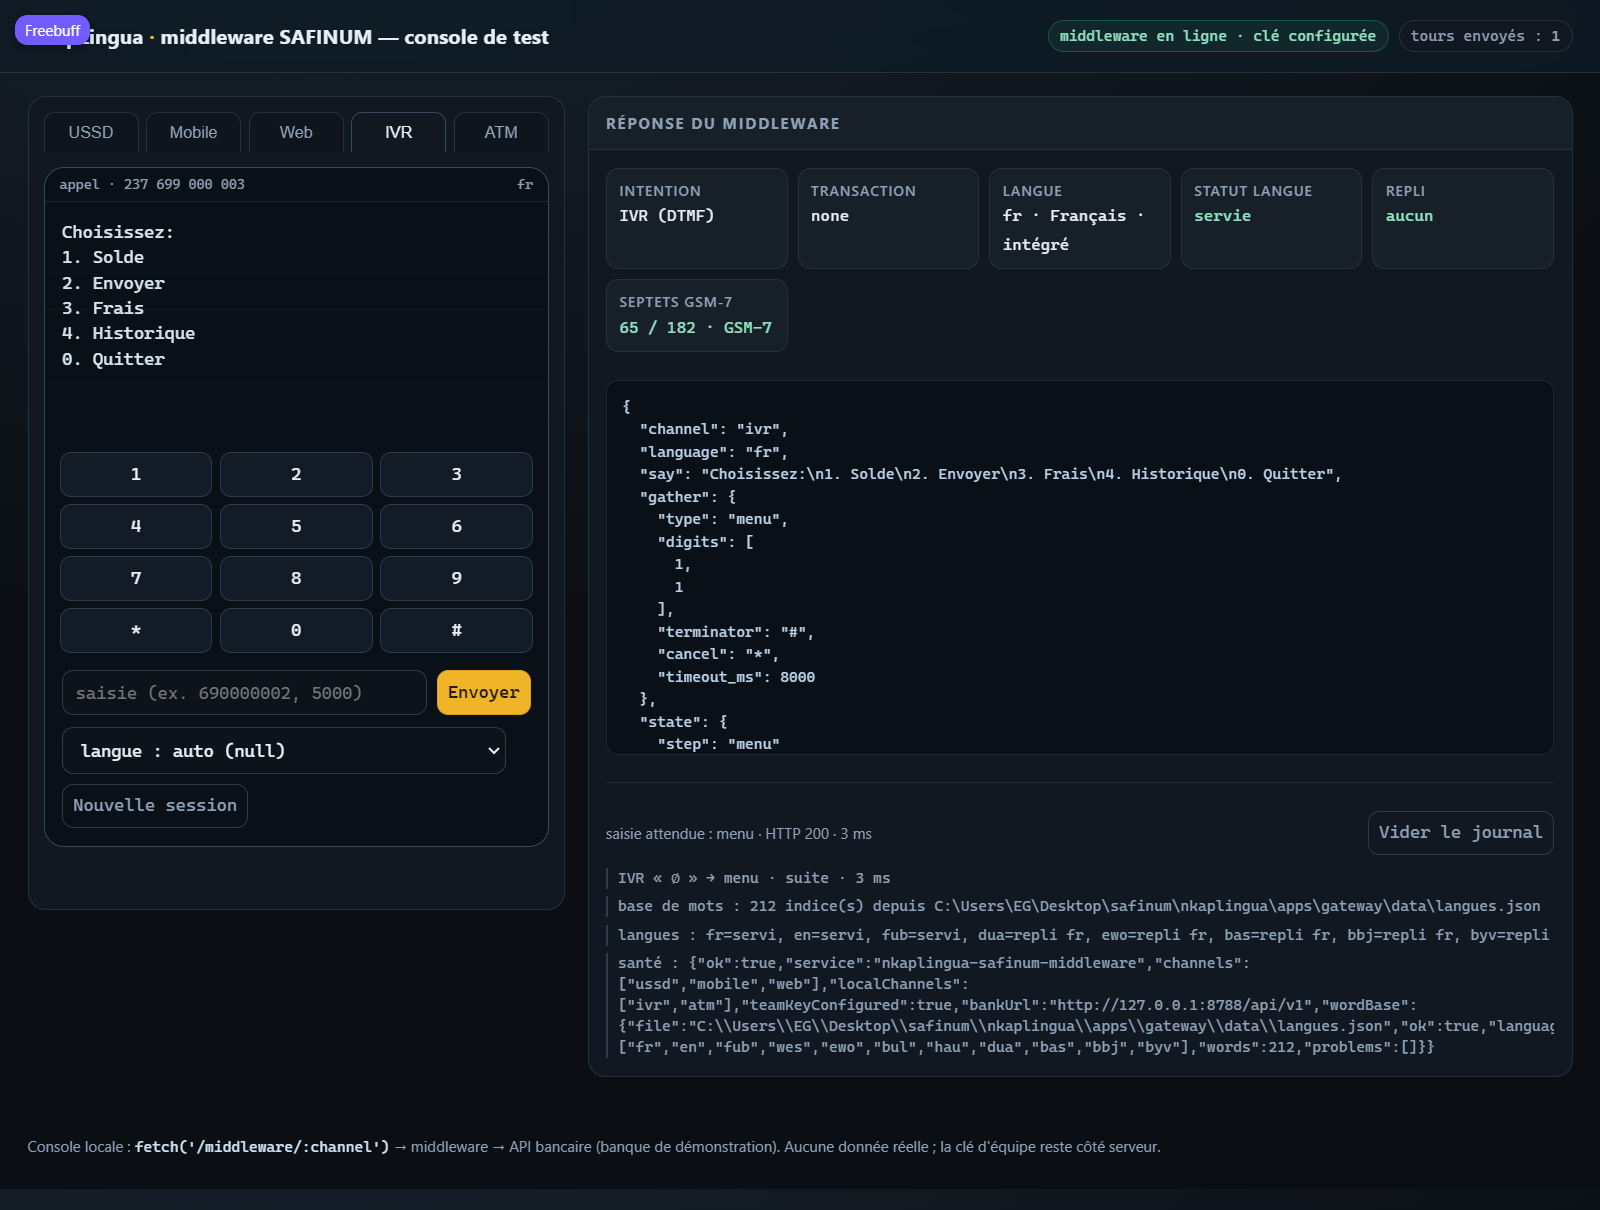 Freebuff
lingua · middleware SAFINUM — console de test
middleware en ligne · clé configurée
tours envoyés : 1
USSD
Mobile
Web
IVR
ATM
appel · 237 699 000 003
fr
Choisissez:
1. Solde
2. Envoyer
3. Frais
4. Historique
0. Quitter
1
2
3
4
5
6
7
8
9
*
0
#
saisie (ex. 690000002, 5000)
Envoyer
langue : auto (null)
Nouvelle session
RÉPONSE DU MIDDLEWARE
INTENTION
IVR (DTMF)
TRANSACTION
none
LANGUE
fr · Français ·
intégré
STATUT LANGUE
servie
REPLI
aucun
SEPTETS GSM-7
65 / 182 · GSM-7
{
"channel": "ivr",
"language": "fr",
"say": "Choisissez:\n1. Solde\n2. Envoyer\n3. Frais\n4. Historique\n0. Quitter",
"gather": {
"type": "menu",
"digits": [
1,
1
],
"terminator": "#",
"cancel": "*",
"timeout_ms": 8000
},
"state": {
"step": "menu"
saisie attendue : menu · HTTP 200 · 3 ms
Vider le journal
IVR « ∅ » → menu · suite · 3 ms
base de mots : 212 indice(s) depuis C:\Users\EG\Desktop\safinum\nkaplingua\apps\gateway\data\langues.json
langues : fr=servi, en=servi, fub=servi, dua=repli fr, ewo=repli fr, bas=repli fr, bbj=repli fr, byv=repli
santé : {"ok":true,"service":"nkaplingua-safinum-middleware","channels":
["ussd","mobile","web"],"localChannels":
["ivr","atm"],"teamKeyConfigured":true,"bankUrl":"http://127.0.0.1:8788/api/v1","wordBase":
{"file":"C:\\Users\\EG\\Desktop\\safinum\\nkaplingua\\apps\\gateway\\data\\langues.json","ok":true,"languag
["fr","en","fub","wes","ewo","bul","hau","dua","bas","bbj","byv"],"words":212,"problems":[]}}
Console locale : fetch('/middleware/:channel') → middleware → API bancaire (banque de démonstration). Aucune donnée réelle ; la clé d'équipe reste côté serveur.